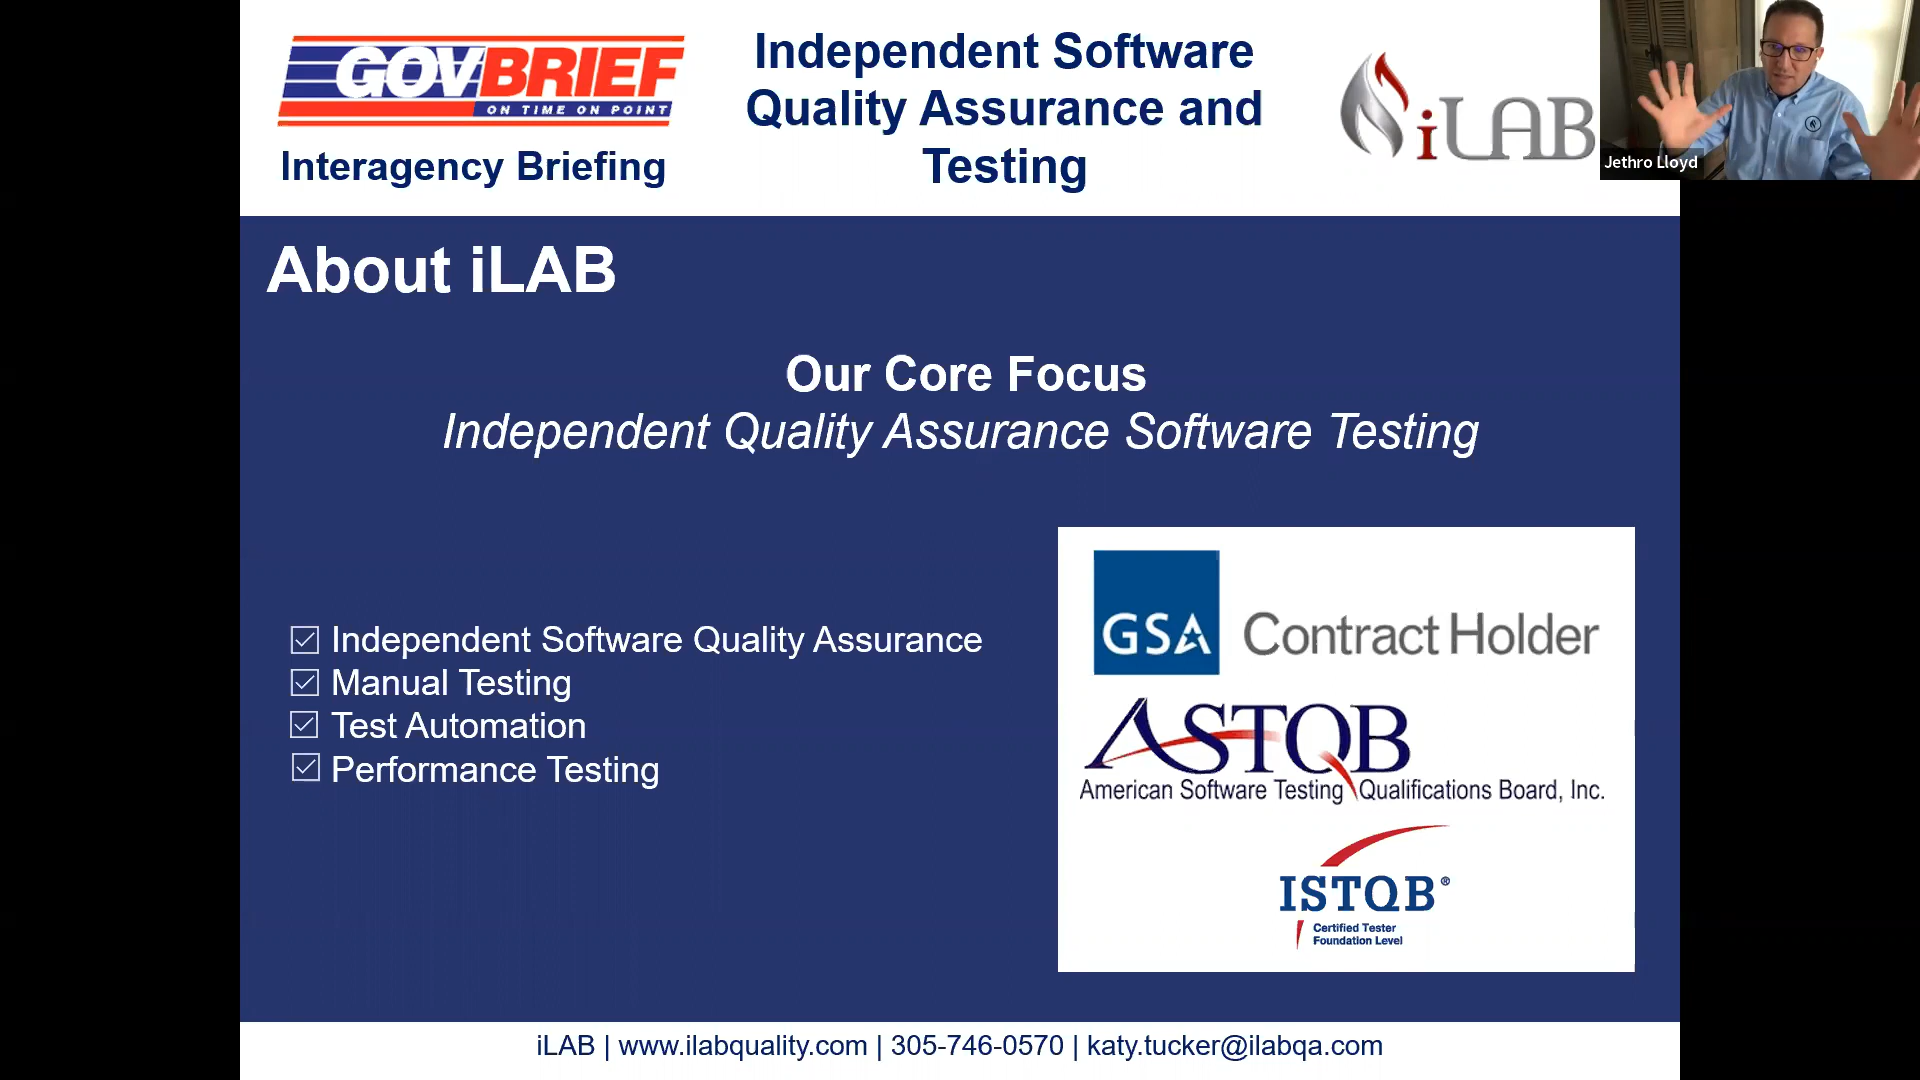 GOVBRIEF
ON TIME ON POINT
Interagency Briefing
Independent Software
Quality Assurance and
Testing
iLAB
Jethro Lloyd
About iLAB
Our Core Focus
Independent Quality Assurance Software Testing
Independent Software Quality Assurance
Manual Testing
Test Automation
Performance Testing
GSA Contract Holder
ASTQB
American Software Testing Qualifications Board, Inc.
ISTQB®
Certified Tester
Foundation Level
iLAB | www.ilabquality.com | 305-746-0570 | katy.tucker@ilabqa.com